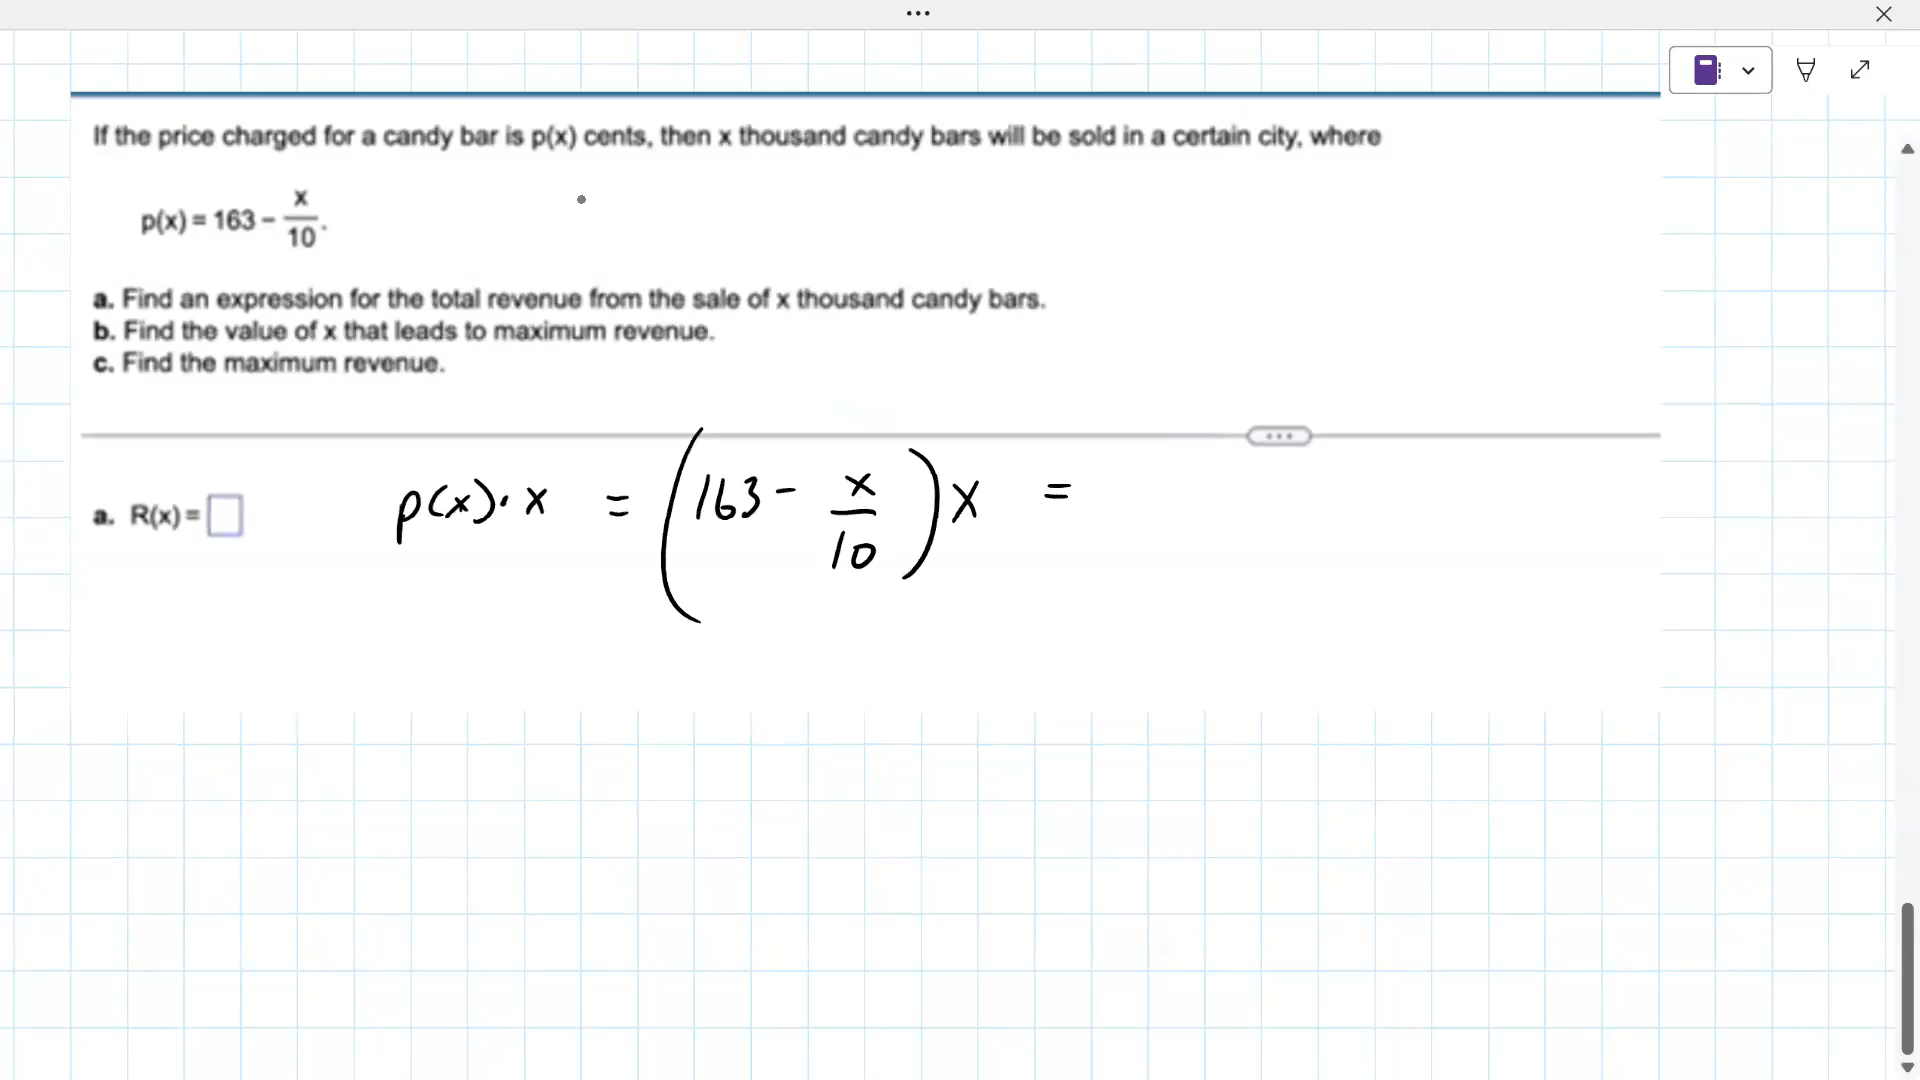 If the price charged for a candy bar is p(x) cents, then x thousand candy bars will be sold in a certain city, where
p(x) = 163 − x/10.
a. Find an expression for the total revenue from the sale of x thousand candy bars.
b. Find the value of x that leads to maximum revenue.
c. Find the maximum revenue.
a. R(x) = □ p(x)·x = (163 − x/10)x =